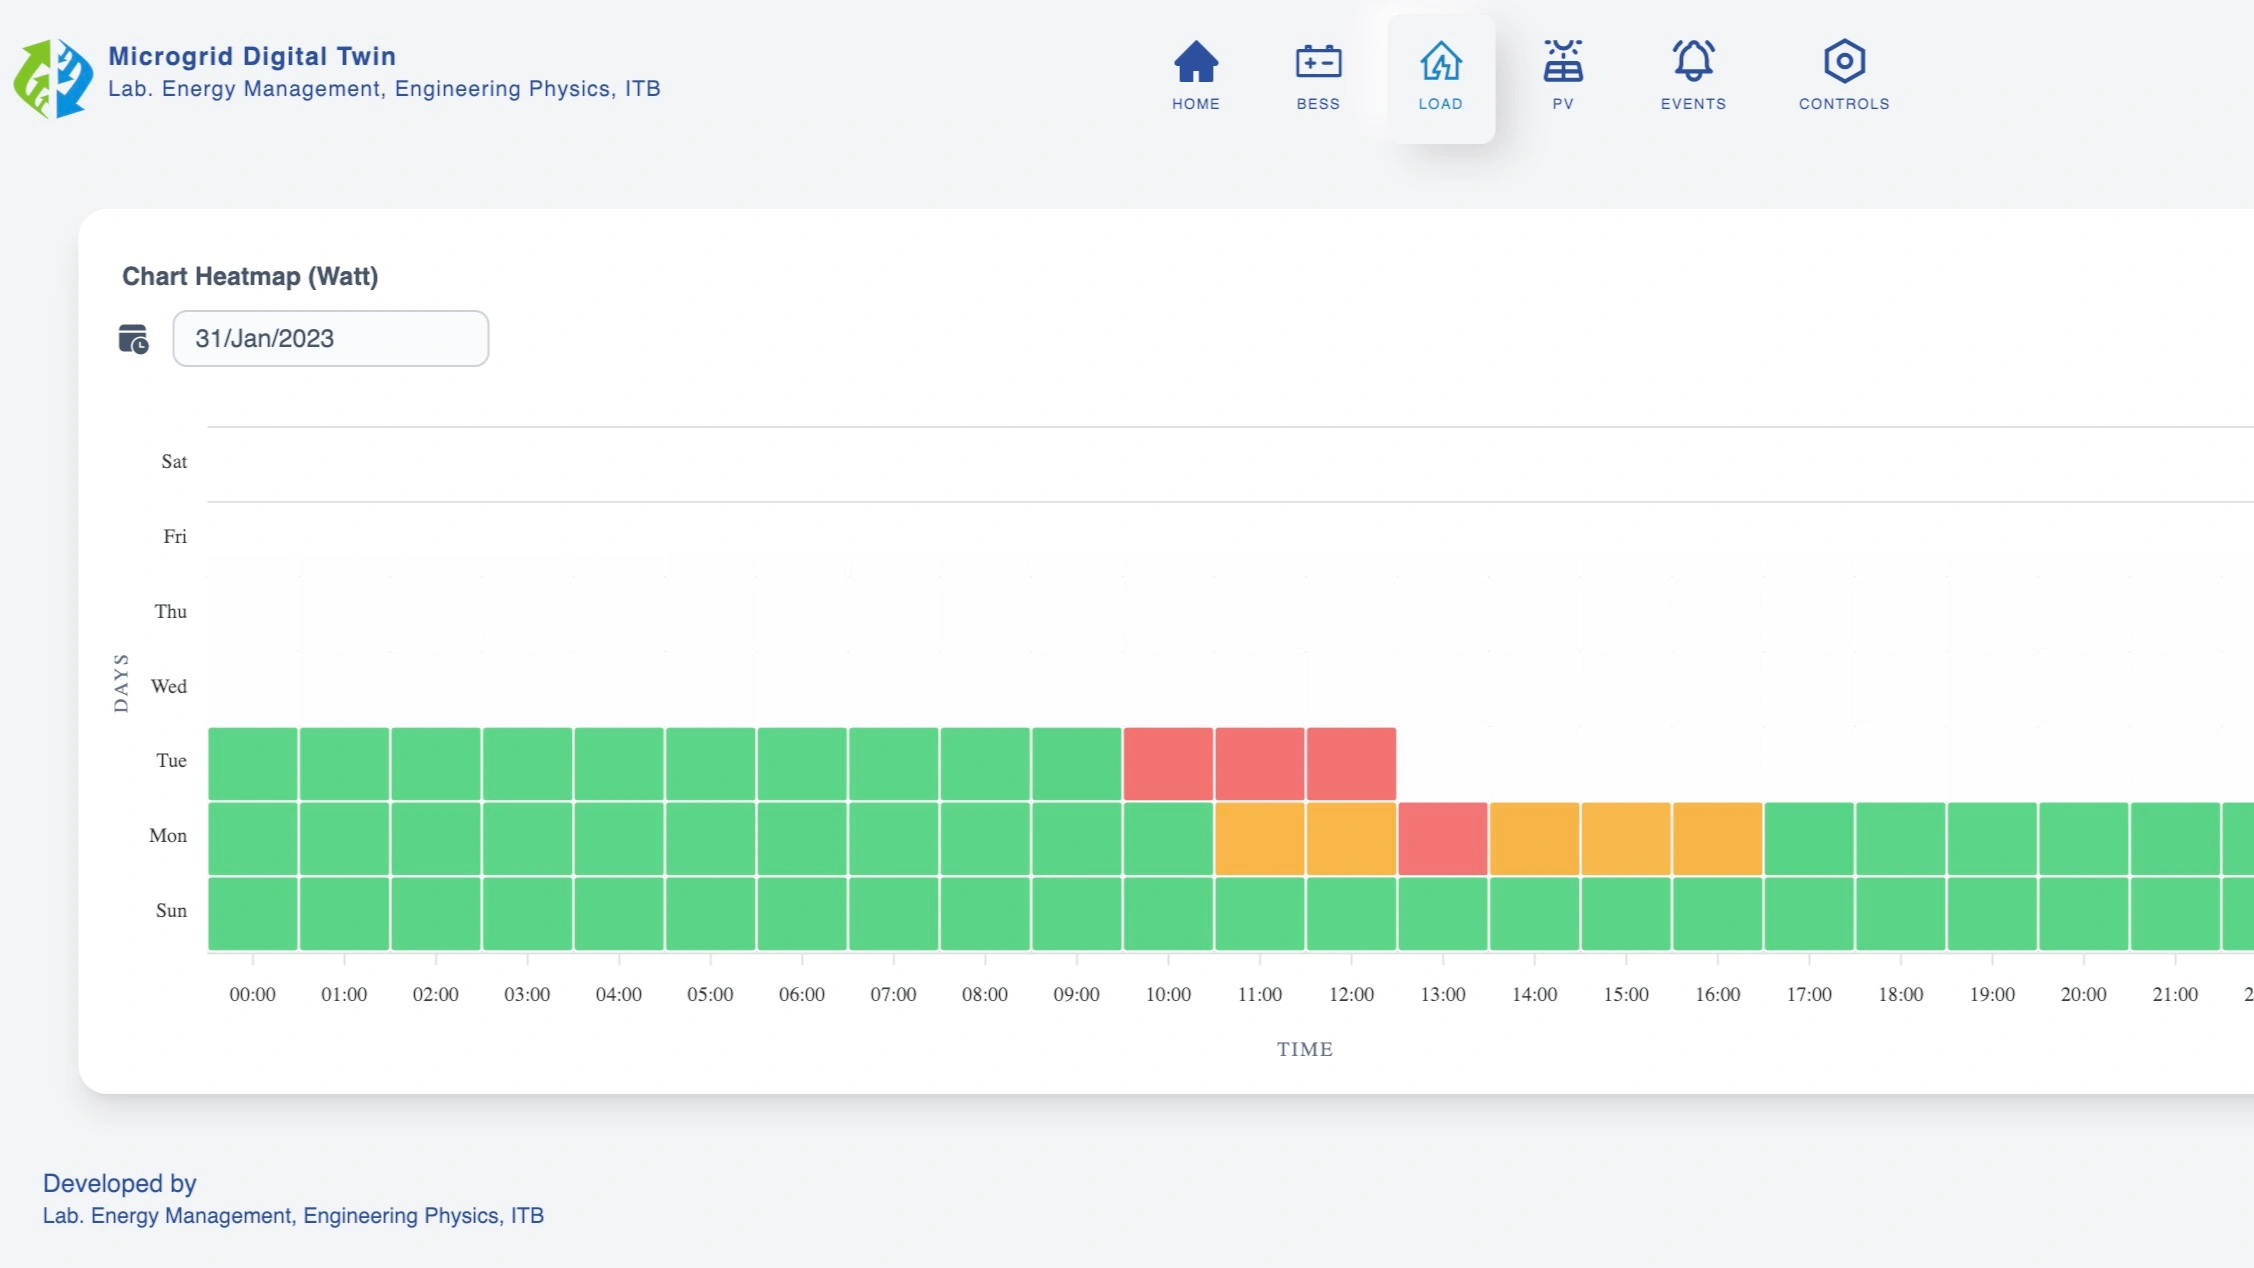 Microgrid Digital Twin
Lab. Energy Management, Engineering Physics, ITB
HOME
BESS
LOAD
PV
EVENTS
CONTROLS
Chart Heatmap (Watt)
31/Jan/2023
Sat
Fri
Thu
Wed
Tue
Mon
Sun
DAYS
00:00 01:00 02:00 03:00 04:00 05:00 06:00 07:00 08:00 09:00 10:00 11:00 12:00 13:00 14:00 15:00 16:00 17:00 18:00 19:00 20:00 21:00 2
TIME
Developed by
Lab. Energy Management, Engineering Physics, ITB